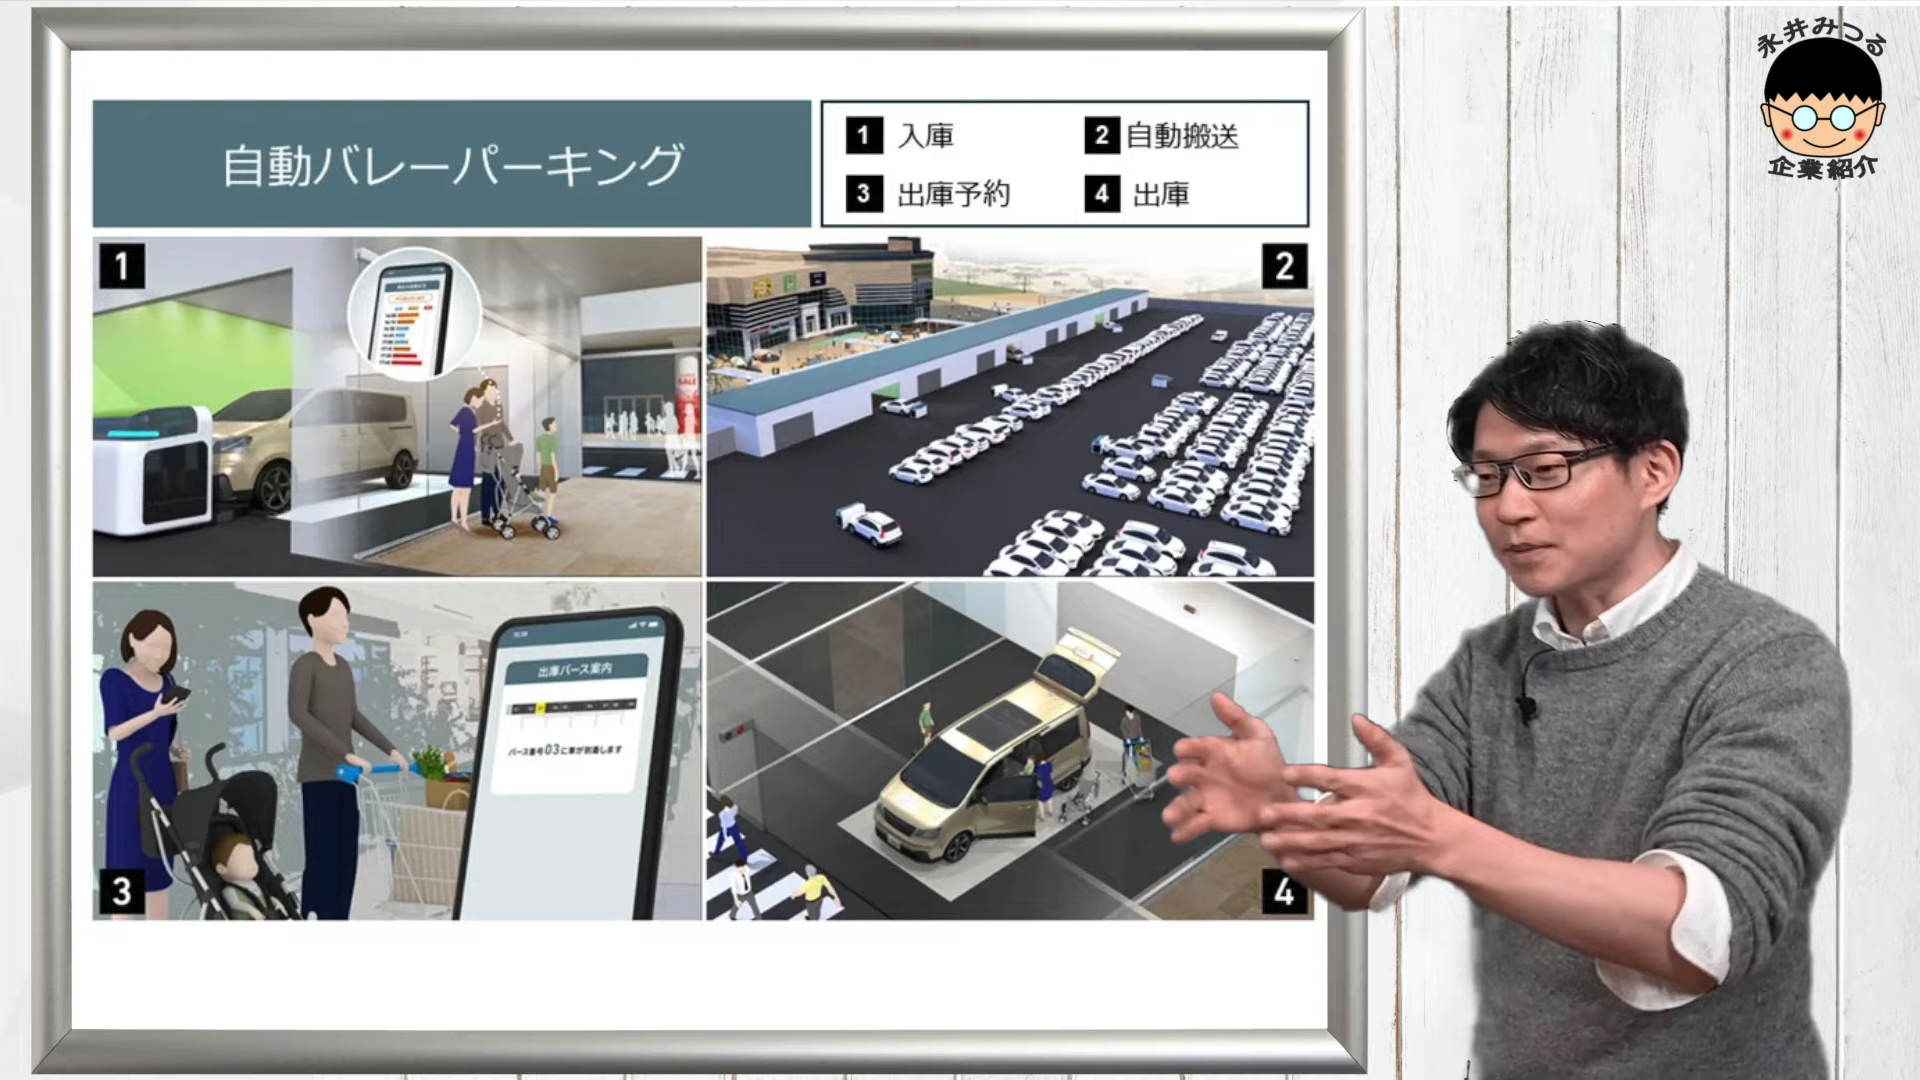 永井みつる
企業紹介
自動バレーパーキング
1 入庫
2 自動搬送
3 出庫予約
4 出庫
1
2
SALE
3
出庫バース案内
バース番号03に車が到着します
4